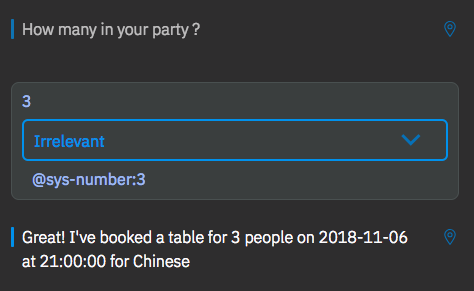 How many in your party ?
3
Irrelevant
@sys-number:3
Great! I've booked a table for 3 people on 2018-11-06
at 21:00:00 for Chinese